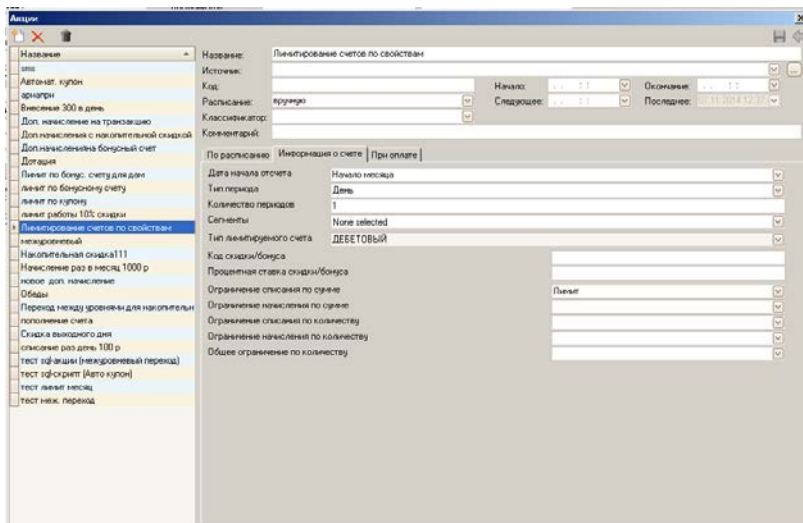 Акции
Название
Название: Лимитирование счетов по свойствам
sms
Источник:
Автомат. купон
Код: Начало: Окончание:
Внесение 300 в день
Расписание: вручную Следующее: Последнее: 07.11.2014 12:37
Доп. начисление на транзакцию
Классификатор:
Доп.начисления с накопительной скидкой
Комментарий:
Доп.начисленияна бонусный счет
Дотация
По расписанию Информация о счете При оплате
Лимит по бонус. счету для дам
Дата начала отсчета Начало месяца
лимит по бонусному счету
Тип периода День
лимит по купону
Количество периодов 1
лимит работы 10% скидки
Сегменты None selected
Лимитирование счетов по свойствам
Тип лимитируемого счета ДЕБЕТОВЫЙ
межуровневый
Накопительная скидка111
Код скидки/бонуса
Начисление раз в месяц 1000 р
Процентная ставка скидки/бонуса
новое доп. начисление
Ограничение списания по сумме Лимит
Обеды
Ограничение начисления по сумме
Переход между уровнями для накопительн
Ограничение списания по количеству
пополнение счета
Ограничение начисления по количеству
Скидка выходного дня
Общее ограничение по количеству
списание раз день 100 р
тест sql-акции (межуровневый переход)
тест sql-скрипт (Авто купон)
тест лимит месяц
тест меж. переход